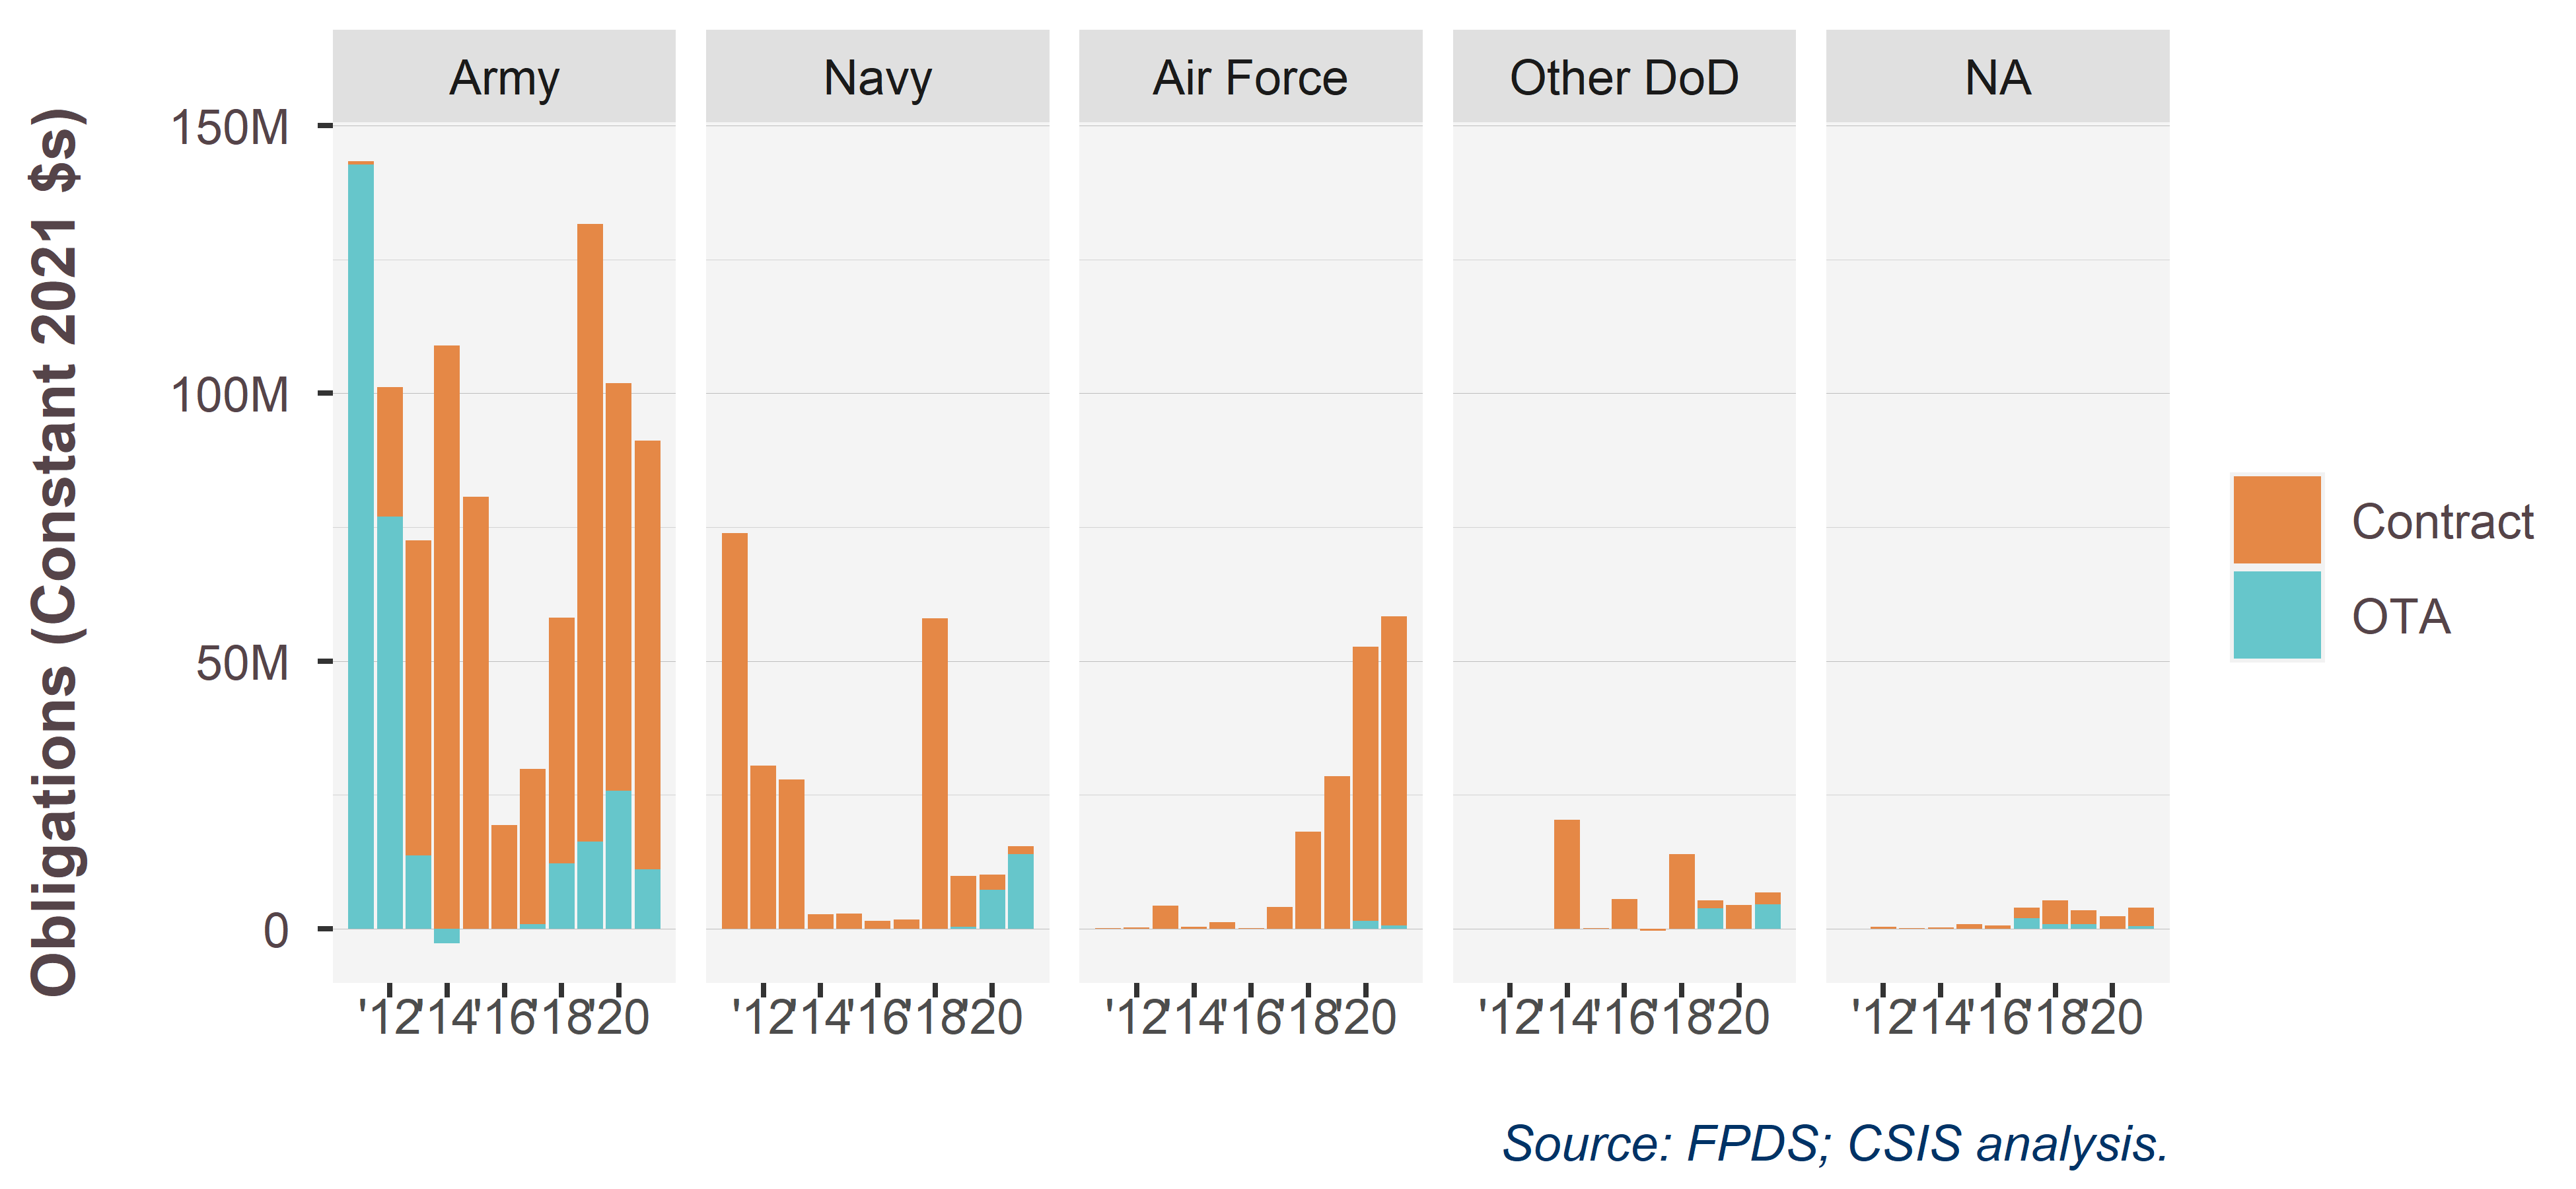 Army Navy Air Force Other DoD NA
Obligations (Constant 2021 $s)
150M
100M
50M
0
Contract
OTA
'12 '14 '16 '18 '20 '12 '14 '16 '18 '20 '12 '14 '16 '18 '20 '12 '14 '16 '18 '20 '12 '14 '16 '18 '20
Source: FPDS; CSIS analysis.